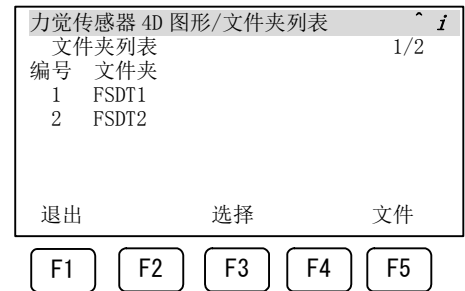 力觉传感器 4D 图形/文件夹列表 ^ i
文件夹列表 1/2
编号 文件夹
1 FSDT1
2 FSDT2
退出 选择 文件
F1 F2 F3 F4 F5